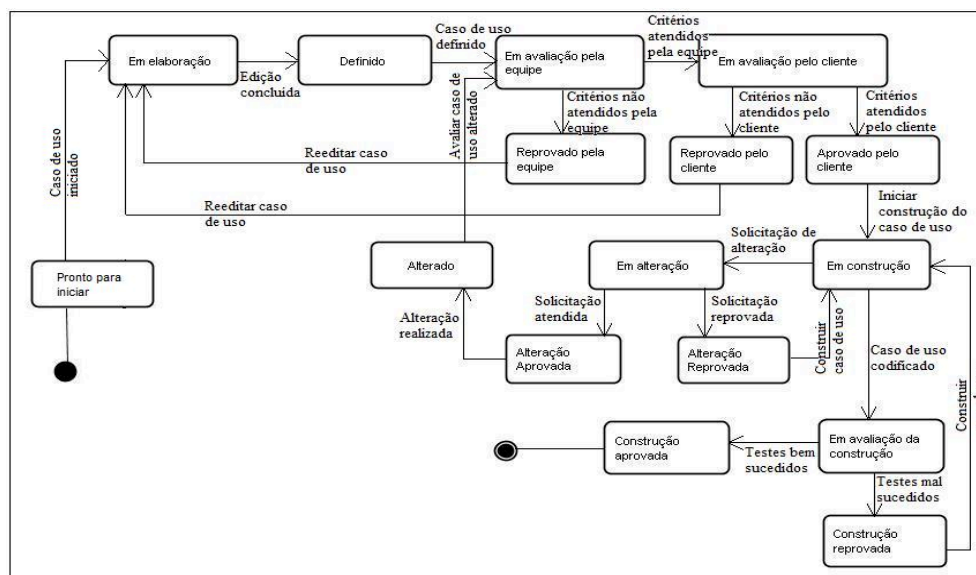 Em elaboração
Edição
concluida
Definido
Caso de uso
definido
Em avaliação pela
equipe
Critérios
atendidos
pela equipe
Em avaliação pelo cliente
Caso de uso
iniciado
Avaliar caso de
uso alterado
Critérios não
atendidos pela
equipe
Critérios não
atendidos pelo
cliente
Critérios
atendidos
pelo cliente
Reeditar caso
de uso
Reprovado pela
equipe
Reprovado pelo
cliente
Aprovado pelo
cliente
Reeditar caso
de uso
Iniciar
construção do
caso de uso
Pronto para
iniciar
Alterado
Em alteração
Solicitação de
alteração
Em construção
Alteração
realizada
Solicitação
atendida
Solicitação
reprovada
Construir
caso de uso
Alteração
Aprovada
Alteração
Reprovada
Caso de uso
codificado
Construir
Construção
aprovada
Testes bem
sucedidos
Em avaliação da
construção
Testes mal
sucedidos
Construção
reprovada